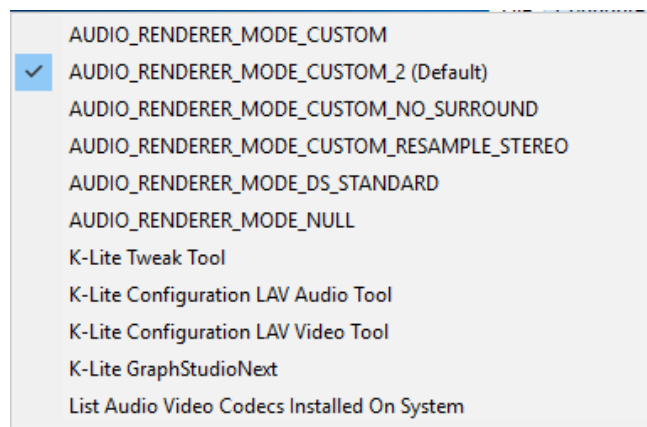 AUDIO_RENDERER_MODE_CUSTOM
AUDIO_RENDERER_MODE_CUSTOM_2 (Default)
AUDIO_RENDERER_MODE_CUSTOM_NO_SURROUND
AUDIO_RENDERER_MODE_CUSTOM_RESAMPLE_STEREO
AUDIO_RENDERER_MODE_DS_STANDARD
AUDIO_RENDERER_MODE_NULL
K-Lite Tweak Tool
K-Lite Configuration LAV Audio Tool
K-Lite Configuration LAV Video Tool
K-Lite GraphStudioNext
List Audio Video Codecs Installed On System